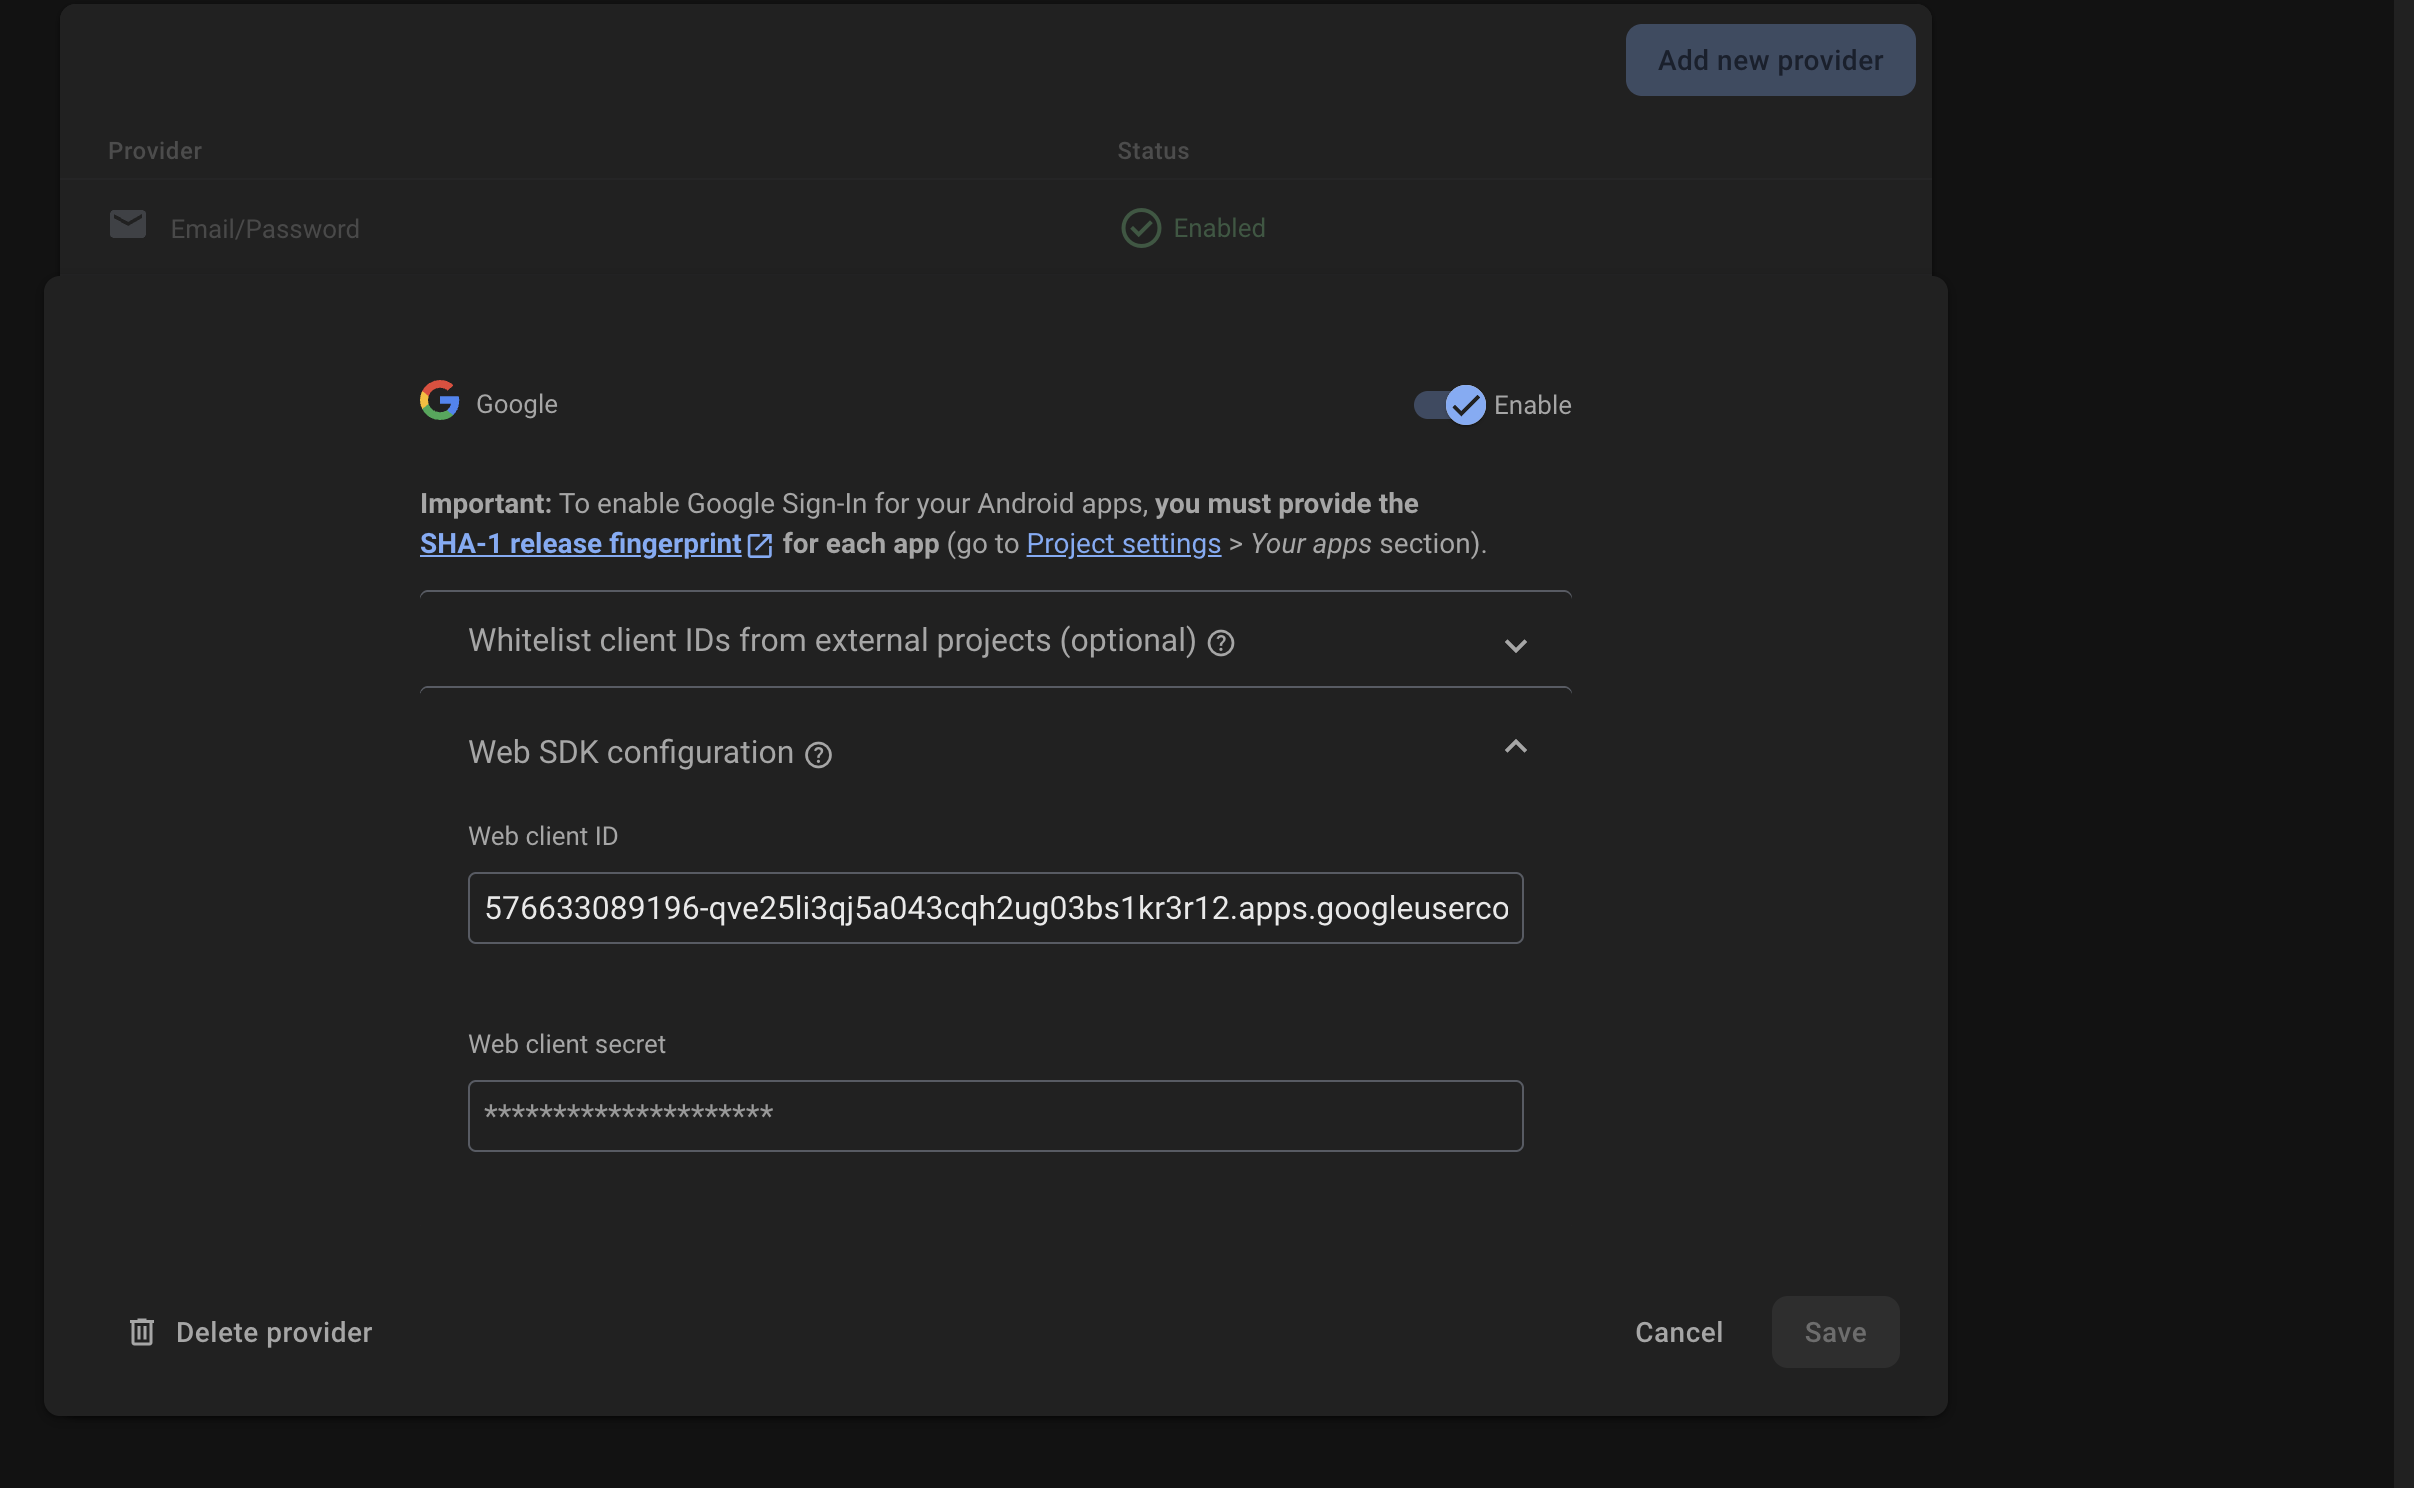 Add new provider
Provider
Status
Email/Password
Enabled
Google
Enable
Important: To enable Google Sign-In for your Android apps, you must provide the
SHA-1 release fingerprint for each app (go to Project settings > Your apps section).
Whitelist client IDs from external projects (optional)
Web SDK configuration
Web client ID
576633089196-qve25li3qj5a043cqh2ug03bs1kr3r12.apps.googleuserco
Web client secret
*********************
Delete provider
Cancel
Save